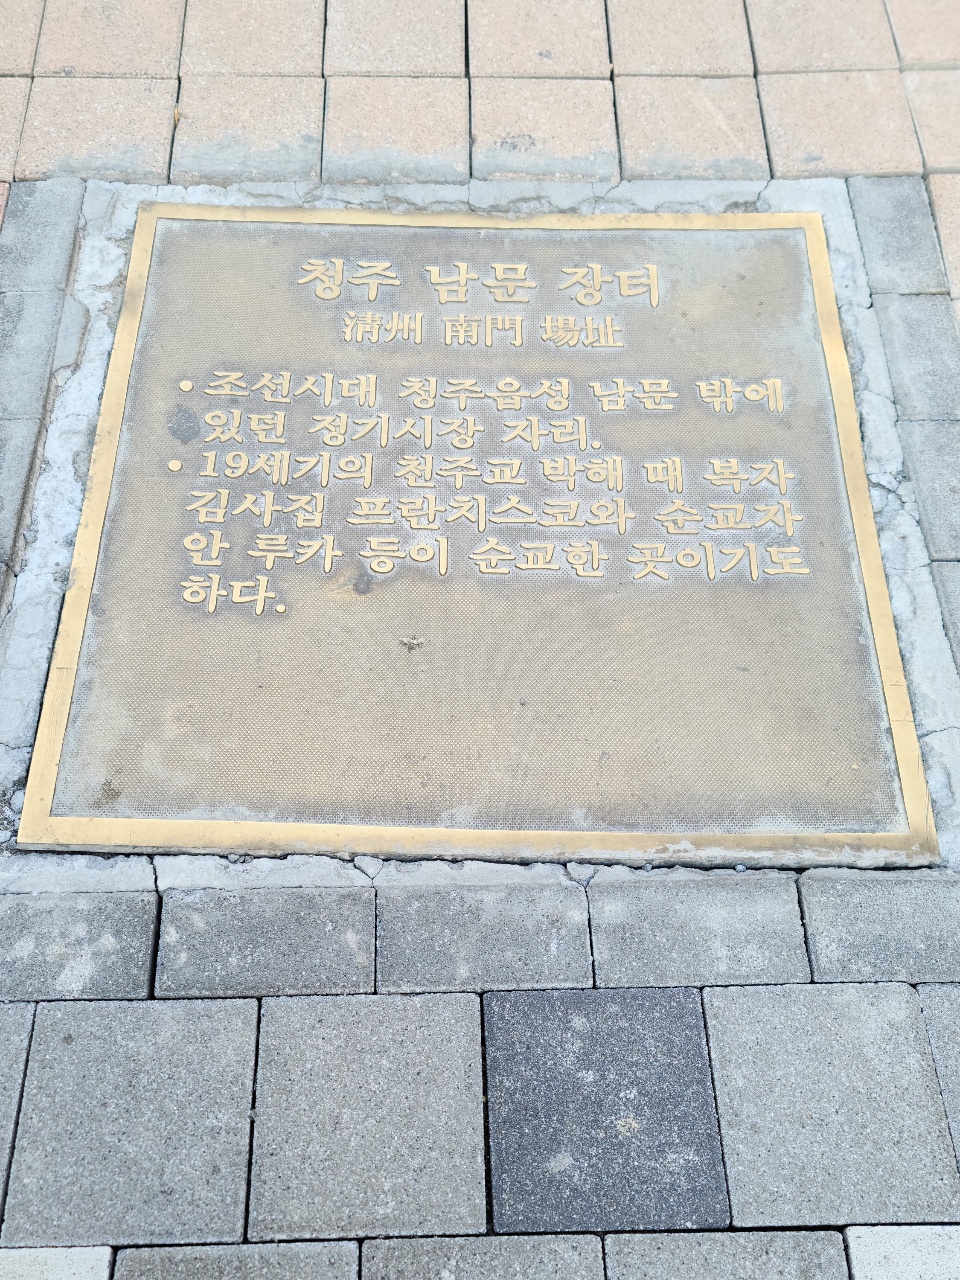 청주 남문 장터
淸州 南門 場址
• 조선시대 청주읍성 남문 밖에
있던 정기시장 자리.
• 19세기의 천주교 박해 때 복자
김사집 프란치스코와 순교자
안 루카 등이 순교한 곳이기도
하다.